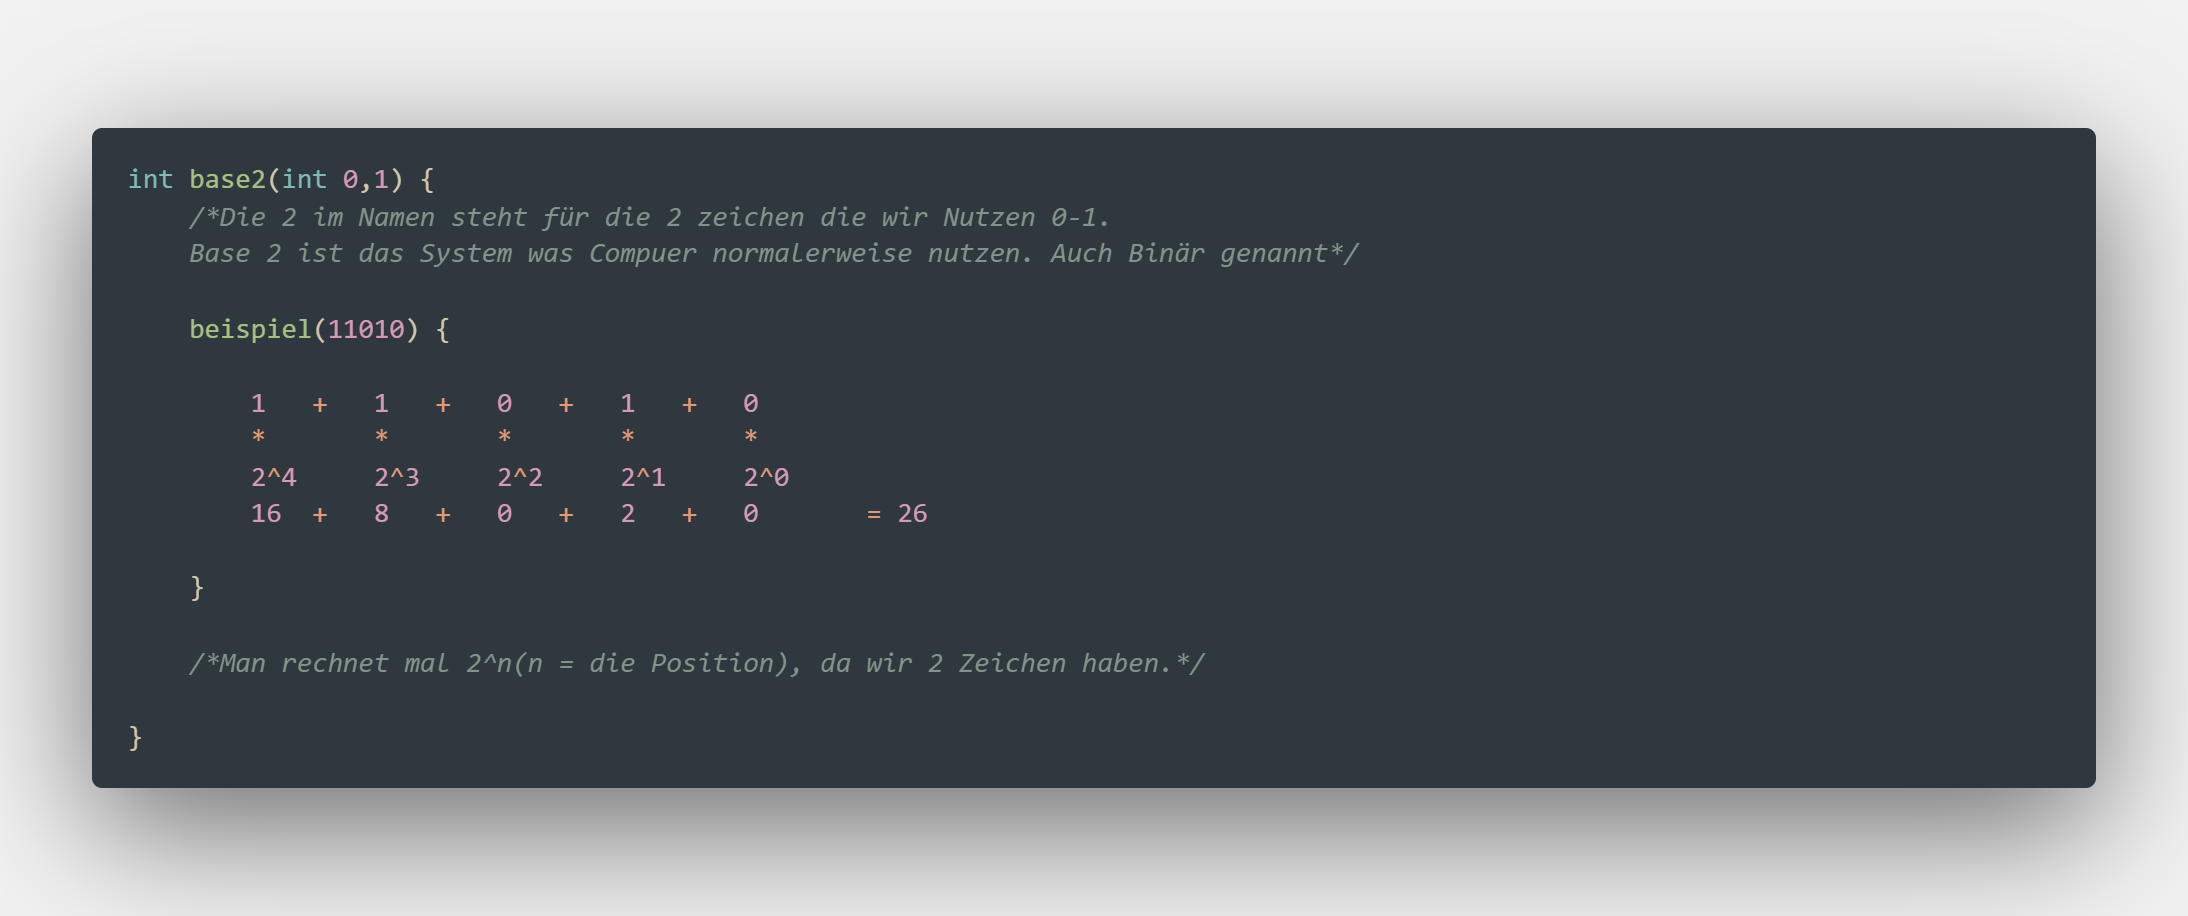 int base2(int 0,1) {
/*Die 2 im Namen steht für die 2 zeichen die wir Nutzen 0-1.
Base 2 ist das System was Compuer normalerweise nutzen. Auch Binär genannt*/
beispiel(11010) {
1 + 1 + 0 + 1 + 0
* * * * *
2^4 2^3 2^2 2^1 2^0
16 + 8 + 0 + 2 + 0 = 26
}
/*Man rechnet mal 2^n(n = die Position), da wir 2 Zeichen haben.*/
}